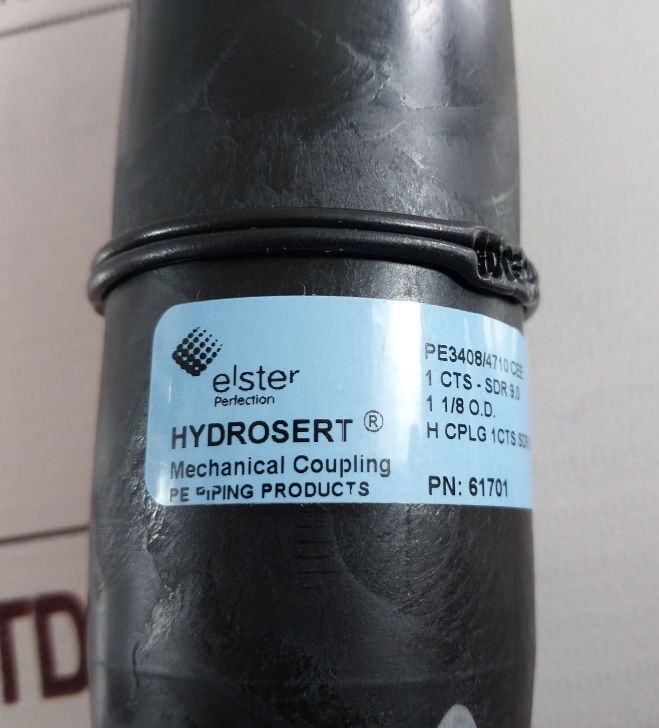 elster
Perfection
HYDROSERT ®
Mechanical Coupling
PE PIPING PRODUCTS
PE3408/4710 CEE
1 CTS - SDR 9.0
1 1/8 O.D.
H CPLG 1CTS SDR
PN: 61701
TD